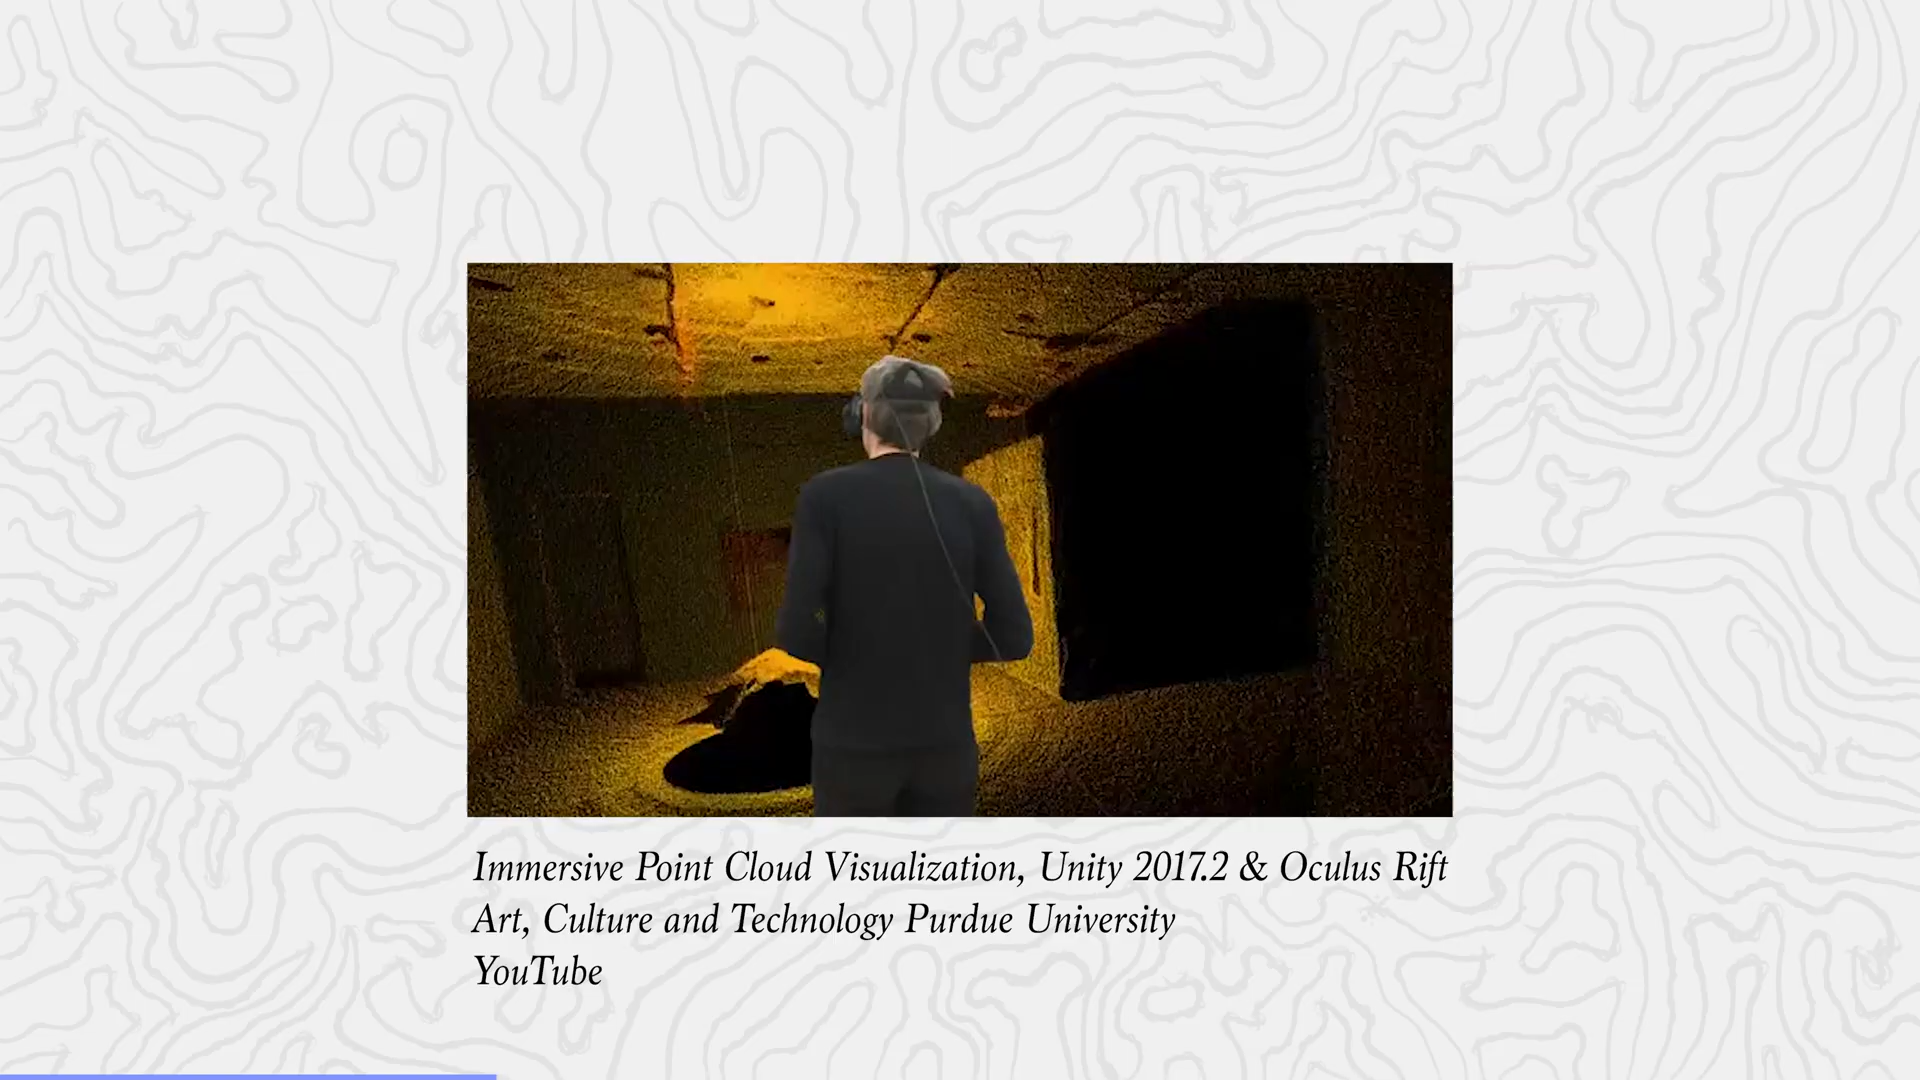 Immersive Point Cloud Visualization, Unity 2017.2 & Oculus Rift
Art, Culture and Technology Purdue University
YouTube